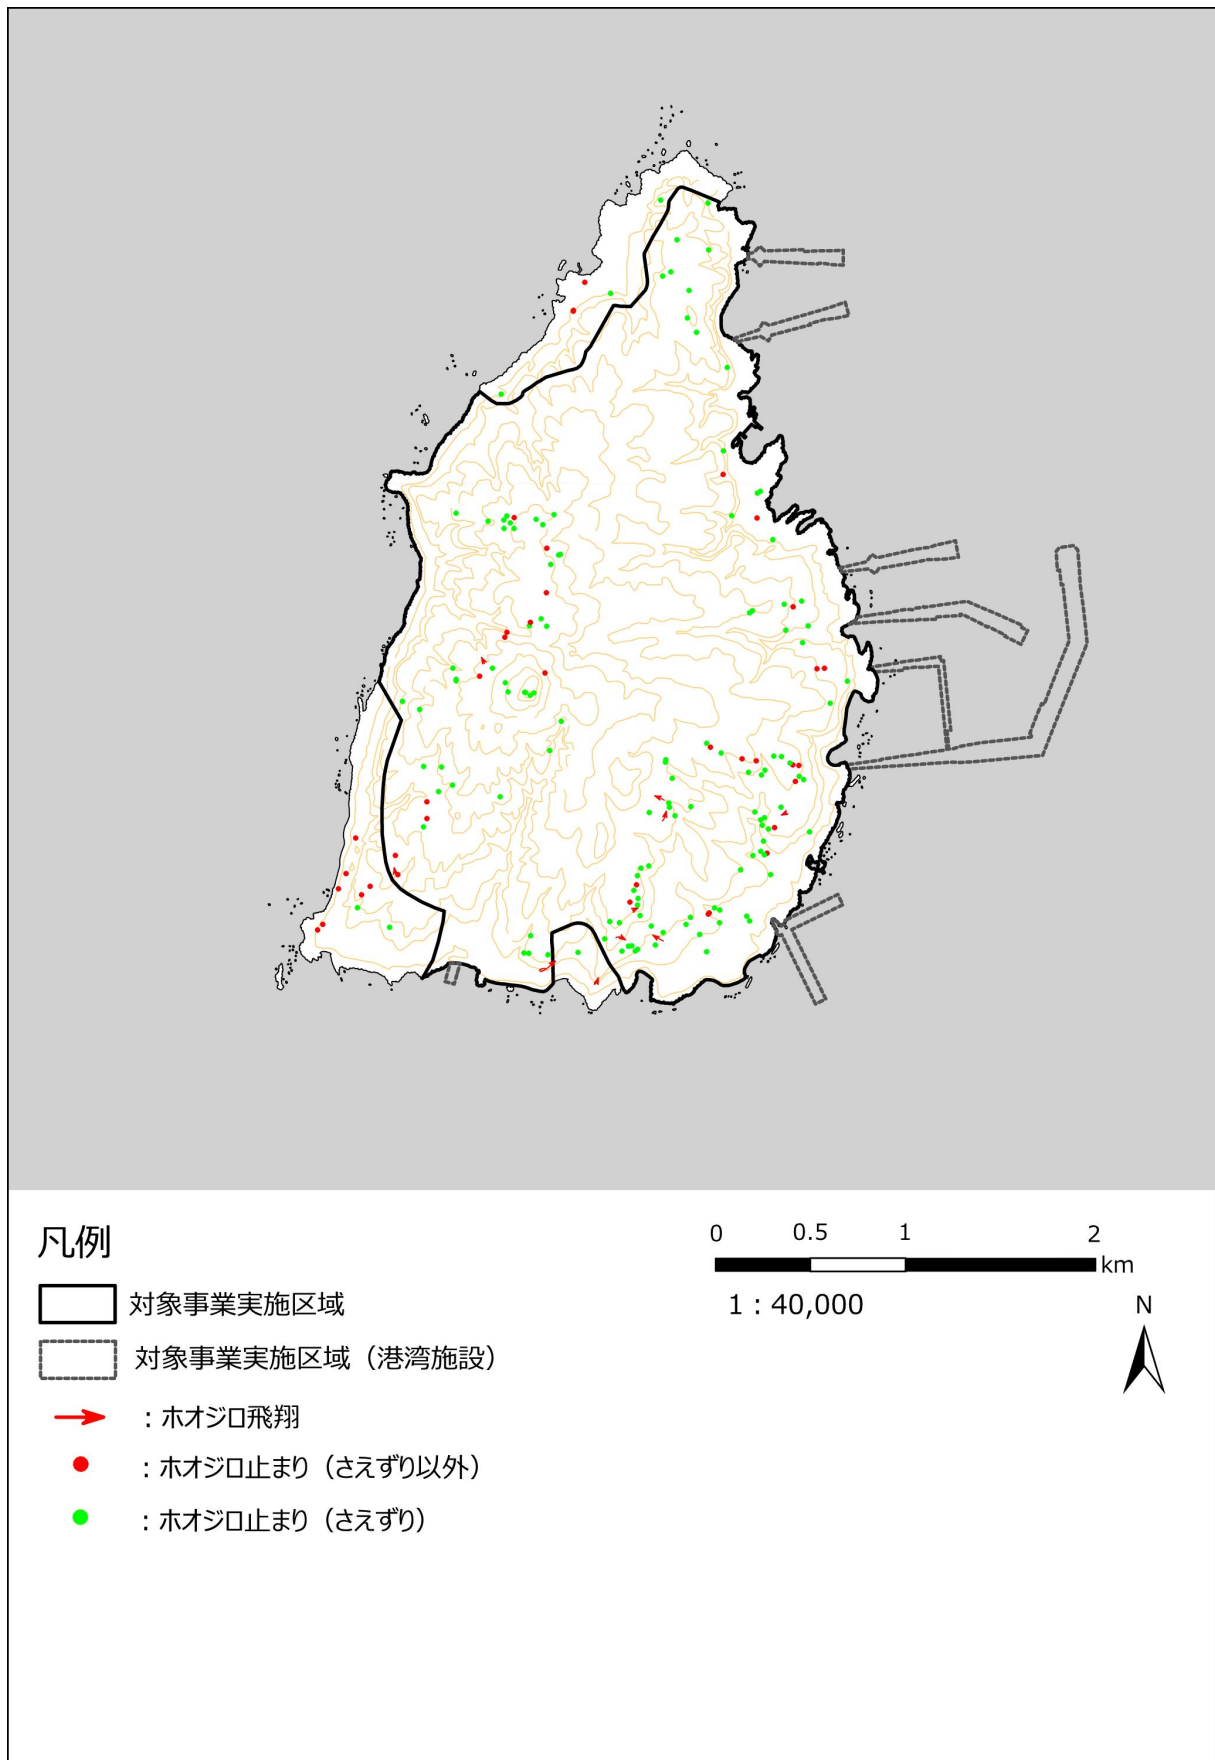 凡例
対象事業実施区域
対象事業実施区域（港湾施設）
：ホオジロ飛翔
：ホオジロ止まり（さえずり以外）
：ホオジロ止まり（さえずり）
0 0.5 1 2
km
1：40,000
N